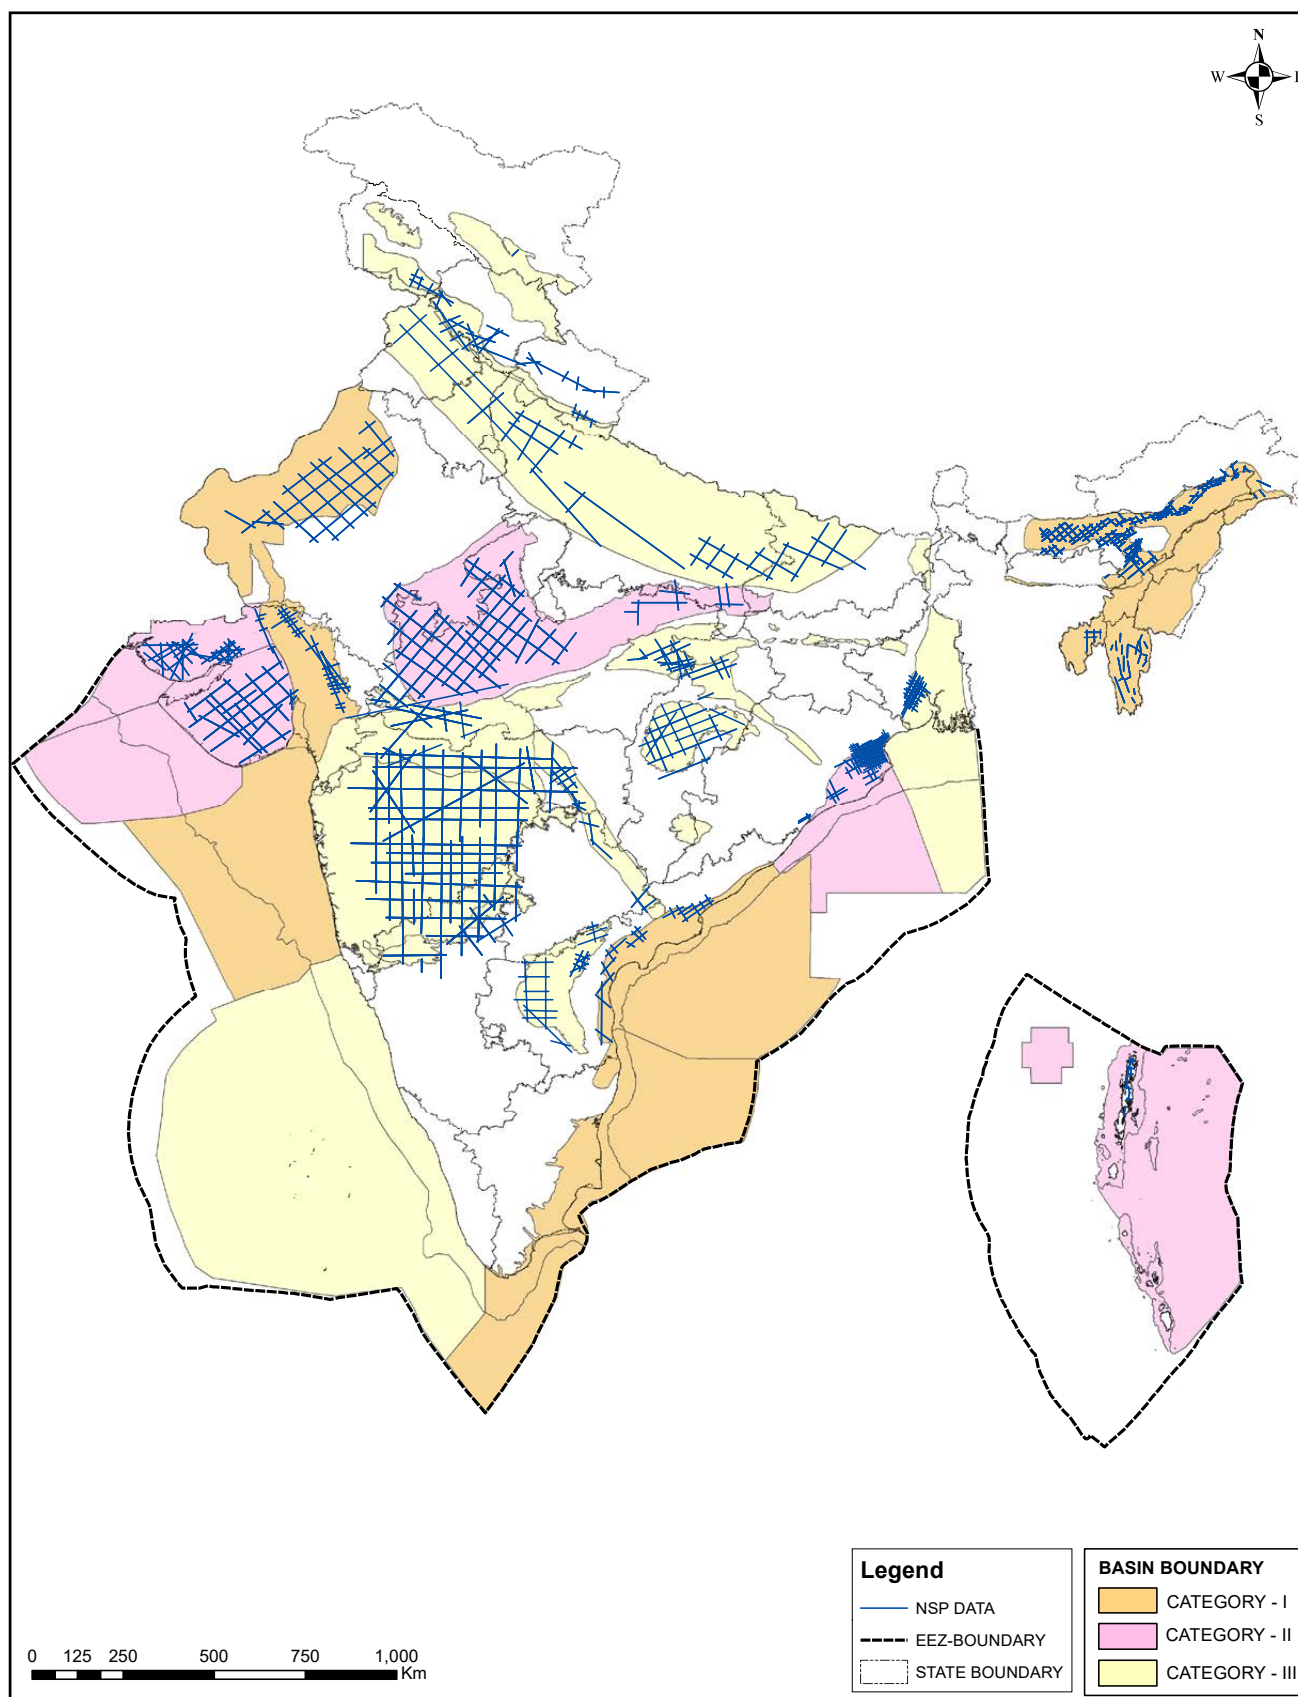 N
W
E
S
Legend
NSP DATA
EEZ-BOUNDARY
STATE BOUNDARY
BASIN BOUNDARY
CATEGORY - I
CATEGORY - II
CATEGORY - III
0 125 250 500 750 1,000
Km